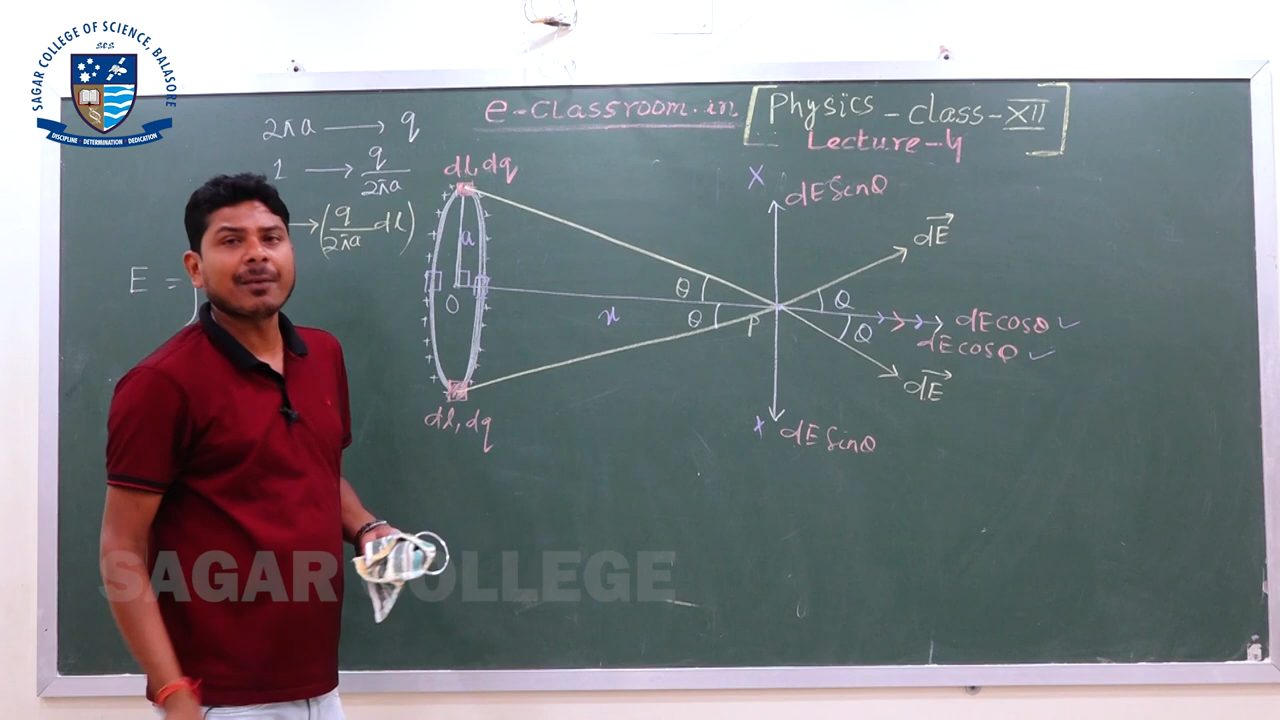 SAGAR COLLEGE OF SCIENCE, BALASORE
SCS
DISCIPLINE · DETERMINATION · DEDICATION
e-classroom.in [Physics-class-XII]
Lecture-4
2πa → q
1 → q/2πa
→ (q/2πa dl)
E = ∫
dl, dq
a
O
x
θ
θ
P
dl, dq
x dE Sinθ
dE⃗
θ
dE cosθ ✓
θ
dE cosθ ✓
dE⃗
x dE Sinθ
SAGAR COLLEGE